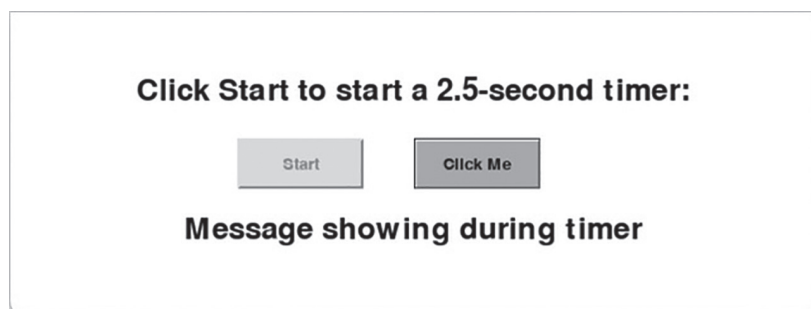 Click Start to start a 2.5-second timer:
Start Click Me
Message showing during timer